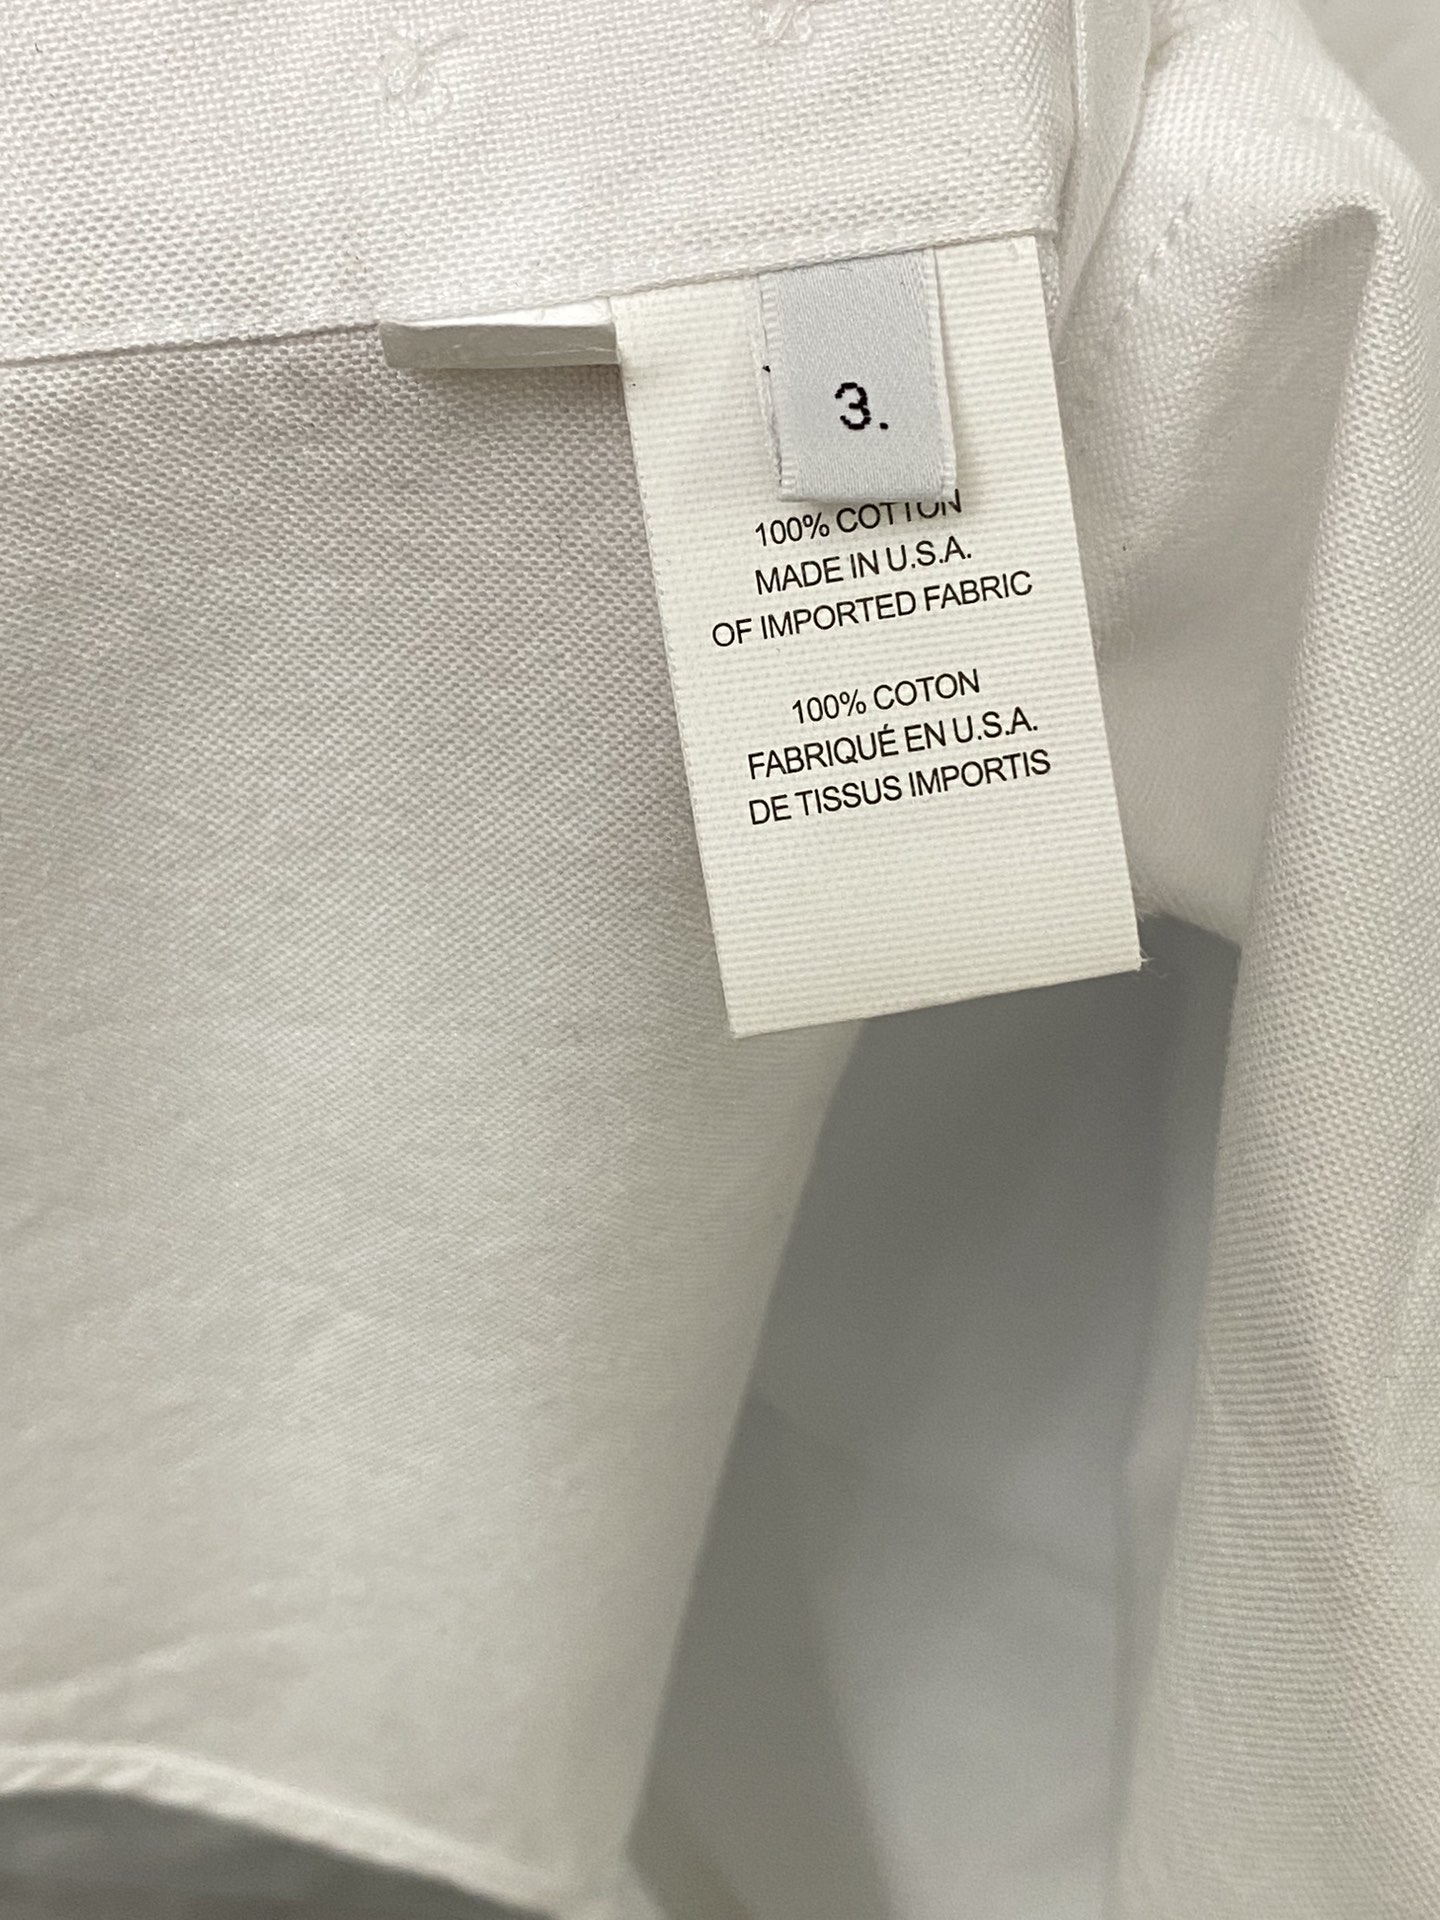 3.
100% COTTON
MADE IN U.S.A.
OF IMPORTED FABRIC
100% COTON
FABRIQUÉ EN U.S.A.
DE TISSUS IMPORTIS